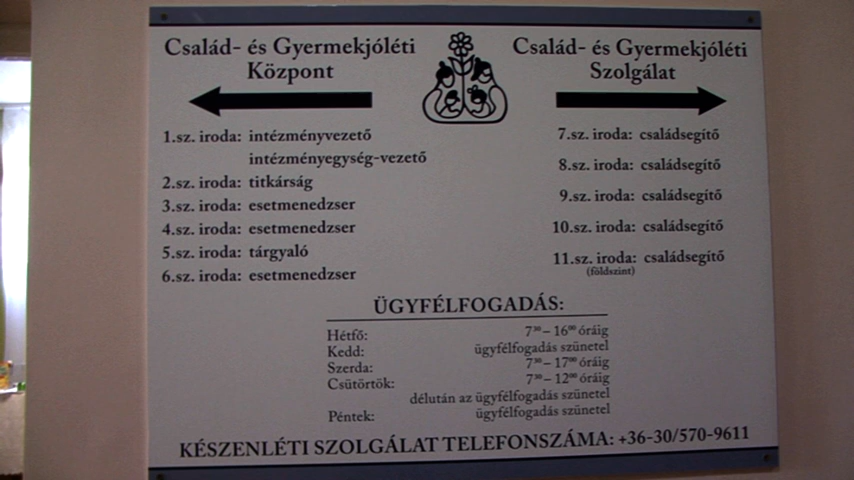 Család- és Gyermekjóléti
Központ
1.sz. iroda: intézményvezető
intézményegység-vezető
2.sz. iroda: titkárság
3.sz. iroda: esetmenedzser
4.sz. iroda: esetmenedzser
5.sz. iroda: tárgyaló
6.sz. iroda: esetmenedzser
Család- és Gyermekjóléti
Szolgálat
7.sz. iroda: családsegítő
8.sz. iroda: családsegítő
9.sz. iroda: családsegítő
10.sz. iroda: családsegítő
11.sz. iroda: családsegítő
(földszint)
ÜGYFÉLFOGADÁS:
Hétfő: 7³⁰– 16⁰⁰ óráig
Kedd: ügyfélfogadás szünetel
Szerda: 7³⁰– 17⁰⁰ óráig
Csütörtök: 7³⁰– 12⁰⁰ óráig
délután az ügyfélfogadás szünetel
Péntek: ügyfélfogadás szünetel
KÉSZENLÉTI SZOLGÁLAT TELEFONSZÁMA: +36-30/570-9611